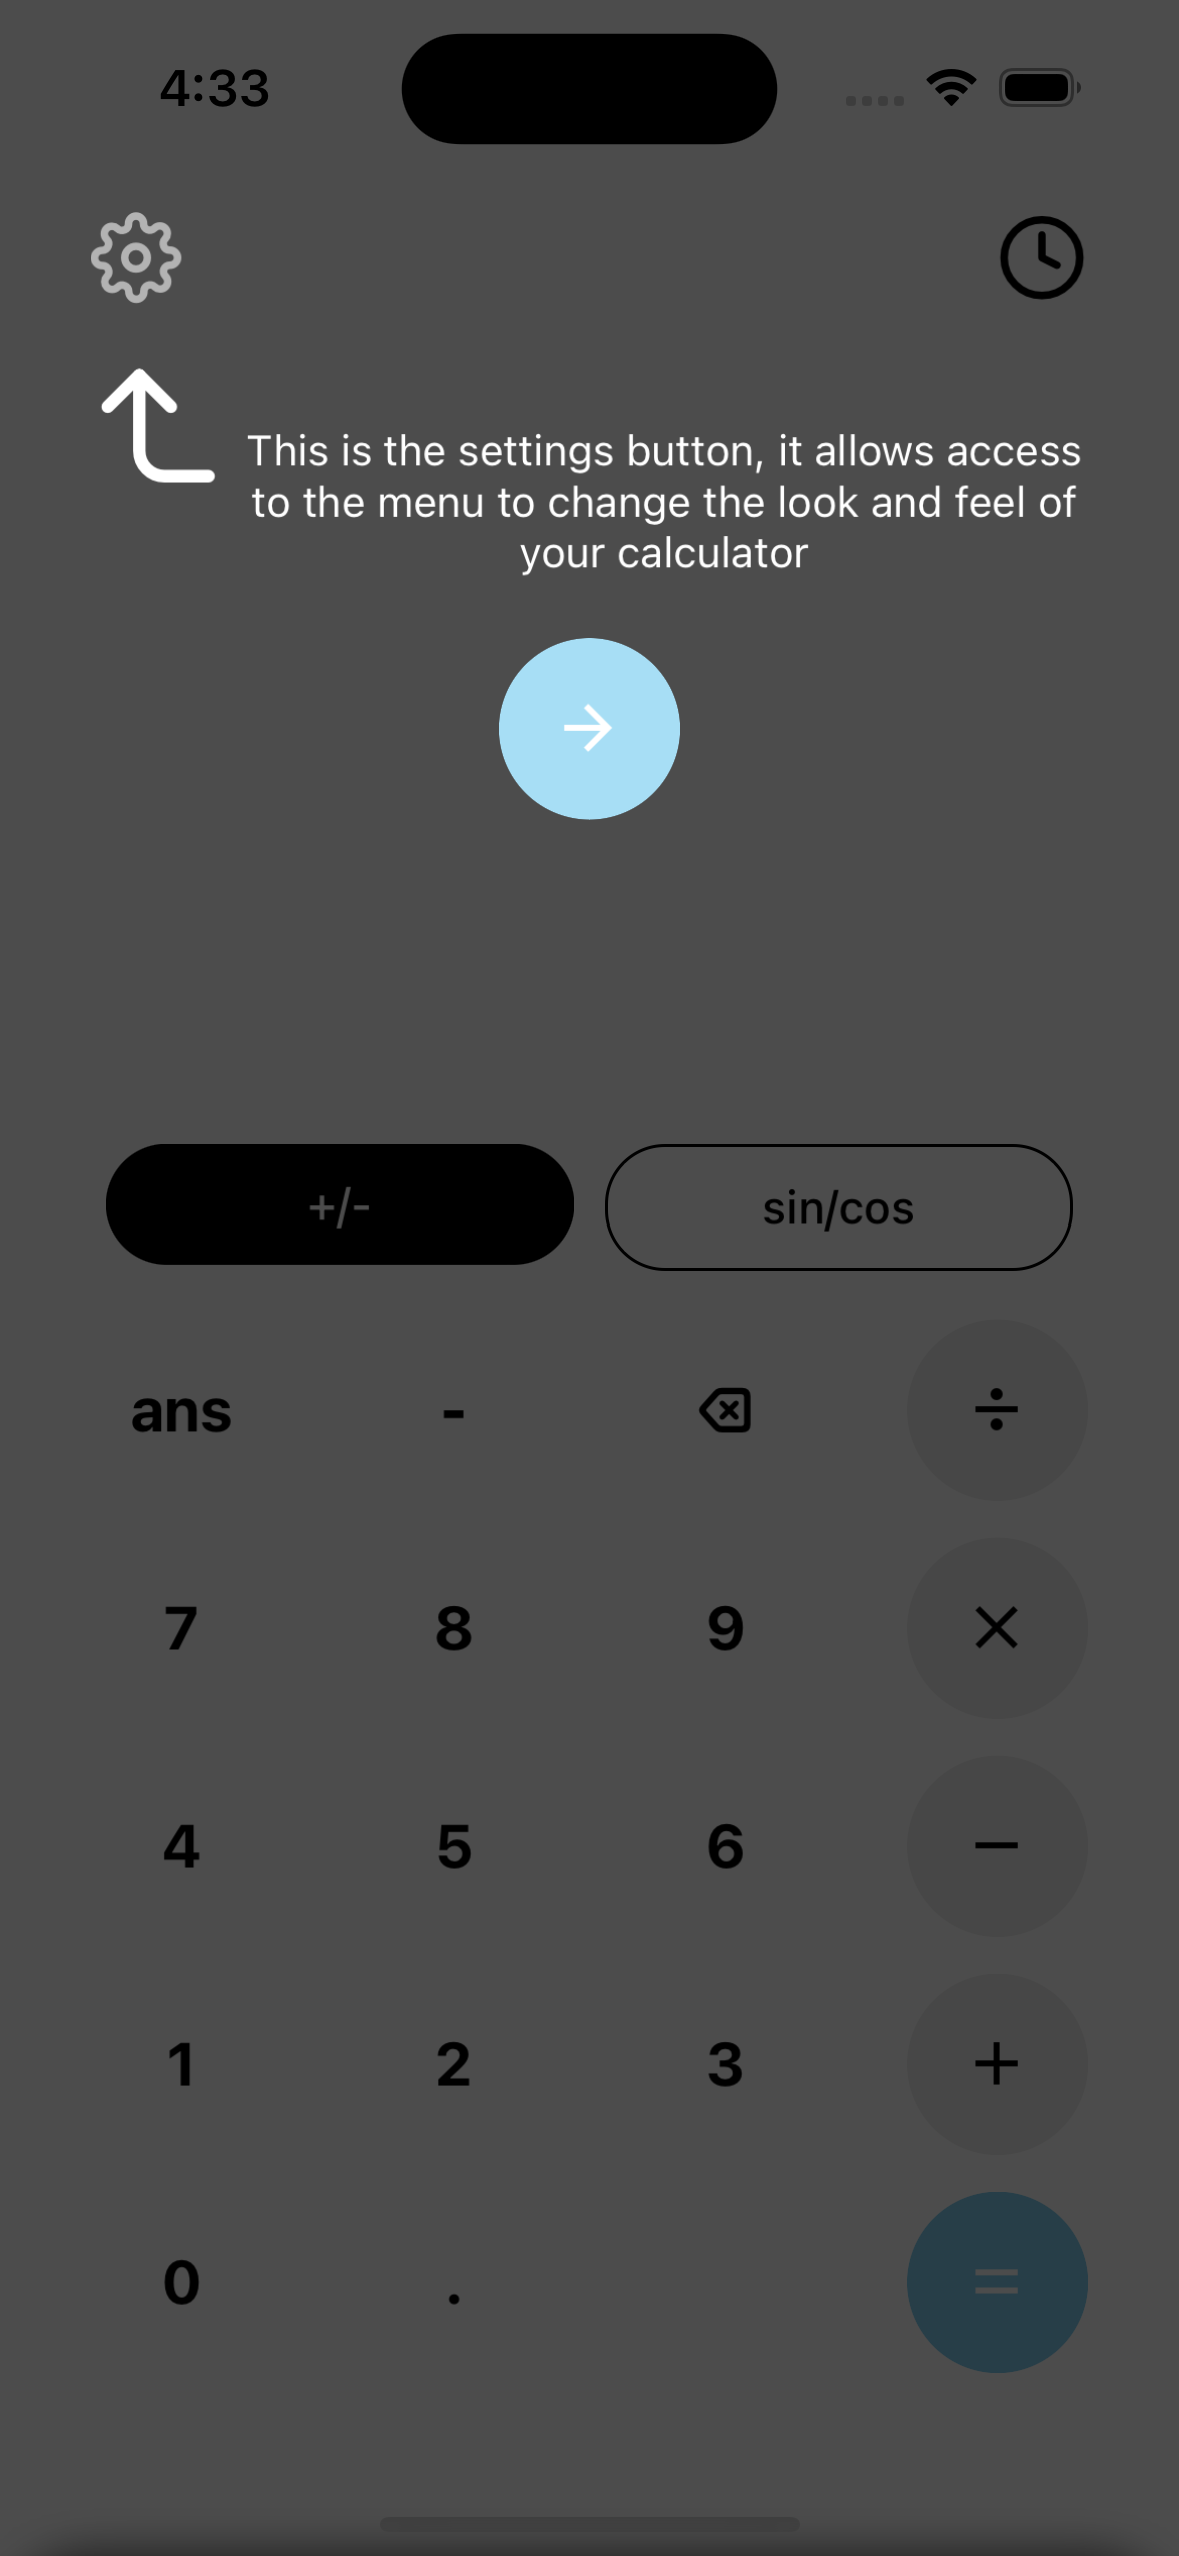 4:33
This is the settings button, it allows access
to the menu to change the look and feel of
your calculator
+/-
sin/cos
ans - ÷
7 8 9 ×
4 5 6 −
1 2 3 +
0 . =